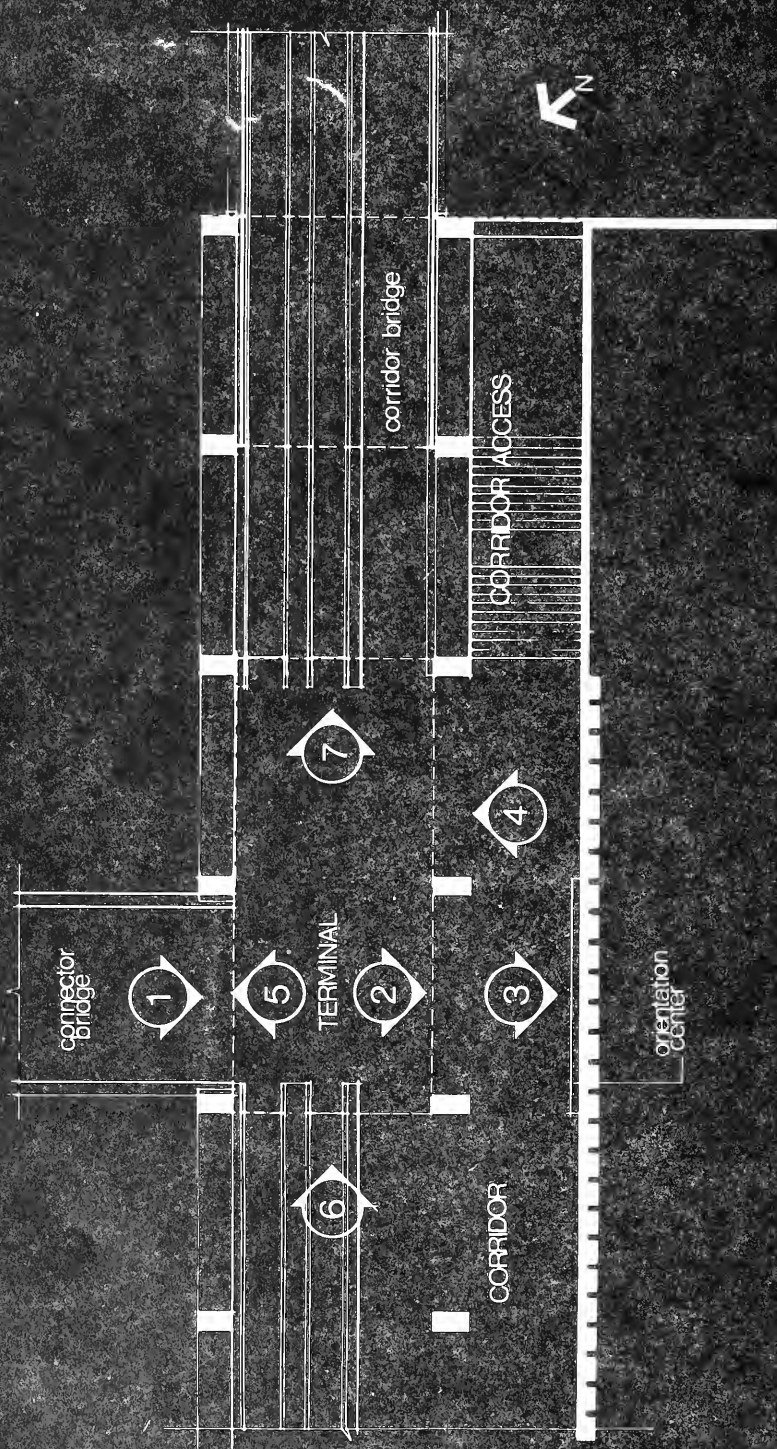 N
corridor bridge
CORRIDOR ACCESS
7
4
connector
bridge
1
5
TERMINAL
2
3
orientation
center
6
CORRIDOR